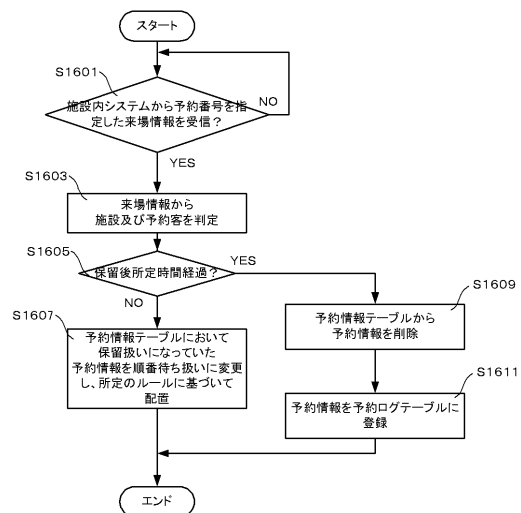 スタート
S1601
施設内システムから予約番号を指
定した来場情報を受信？
NO
YES
S1603
来場情報から
施設及び予約客を判定
S1605
保留後所定時間経過？
YES
NO
S1607
予約情報テーブルにおいて
保留扱いになっていた
予約情報を順番待ち扱いに変更
し、所定のルールに基づいて
配置
S1609
予約情報テーブルから
予約情報を削除
S1611
予約情報を予約ログテーブルに
登録
エンド